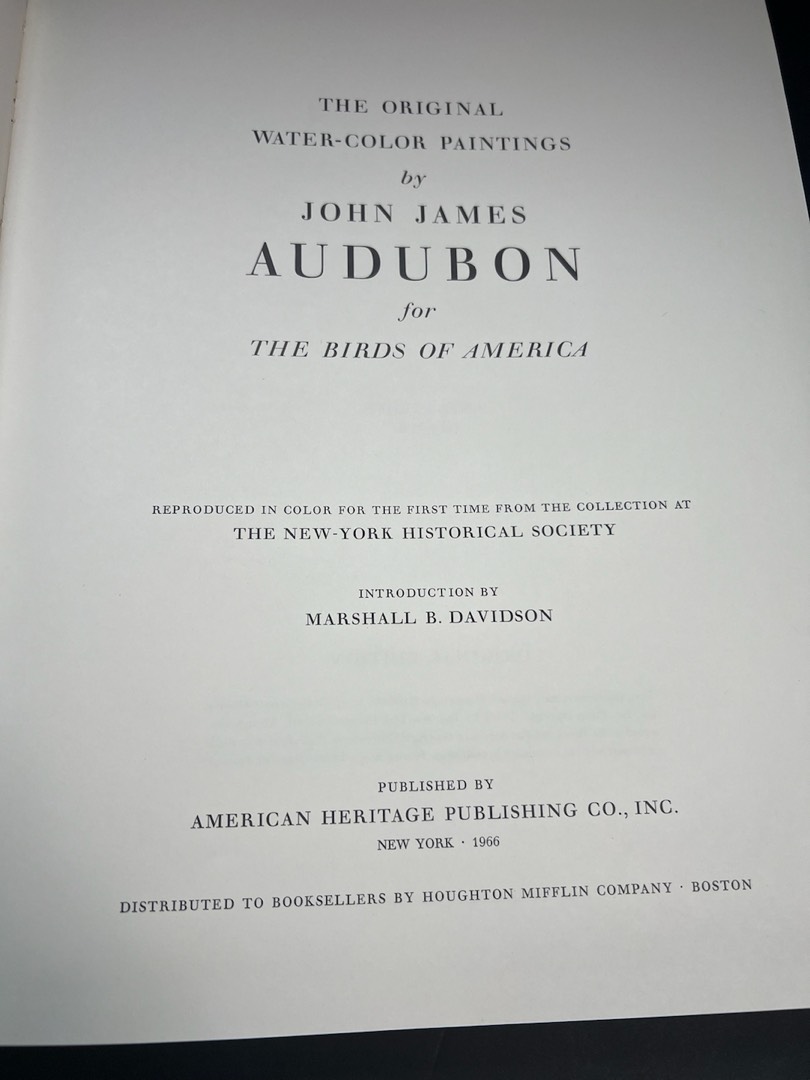 THE ORIGINAL
WATER-COLOR PAINTINGS
by
JOHN JAMES
AUDUBON
for
THE BIRDS OF AMERICA
REPRODUCED IN COLOR FOR THE FIRST TIME FROM THE COLLECTION AT
THE NEW-YORK HISTORICAL SOCIETY
INTRODUCTION BY
MARSHALL B. DAVIDSON
PUBLISHED BY
AMERICAN HERITAGE PUBLISHING CO., INC.
NEW YORK · 1966
DISTRIBUTED TO BOOKSELLERS BY HOUGHTON MIFFLIN COMPANY · BOSTON